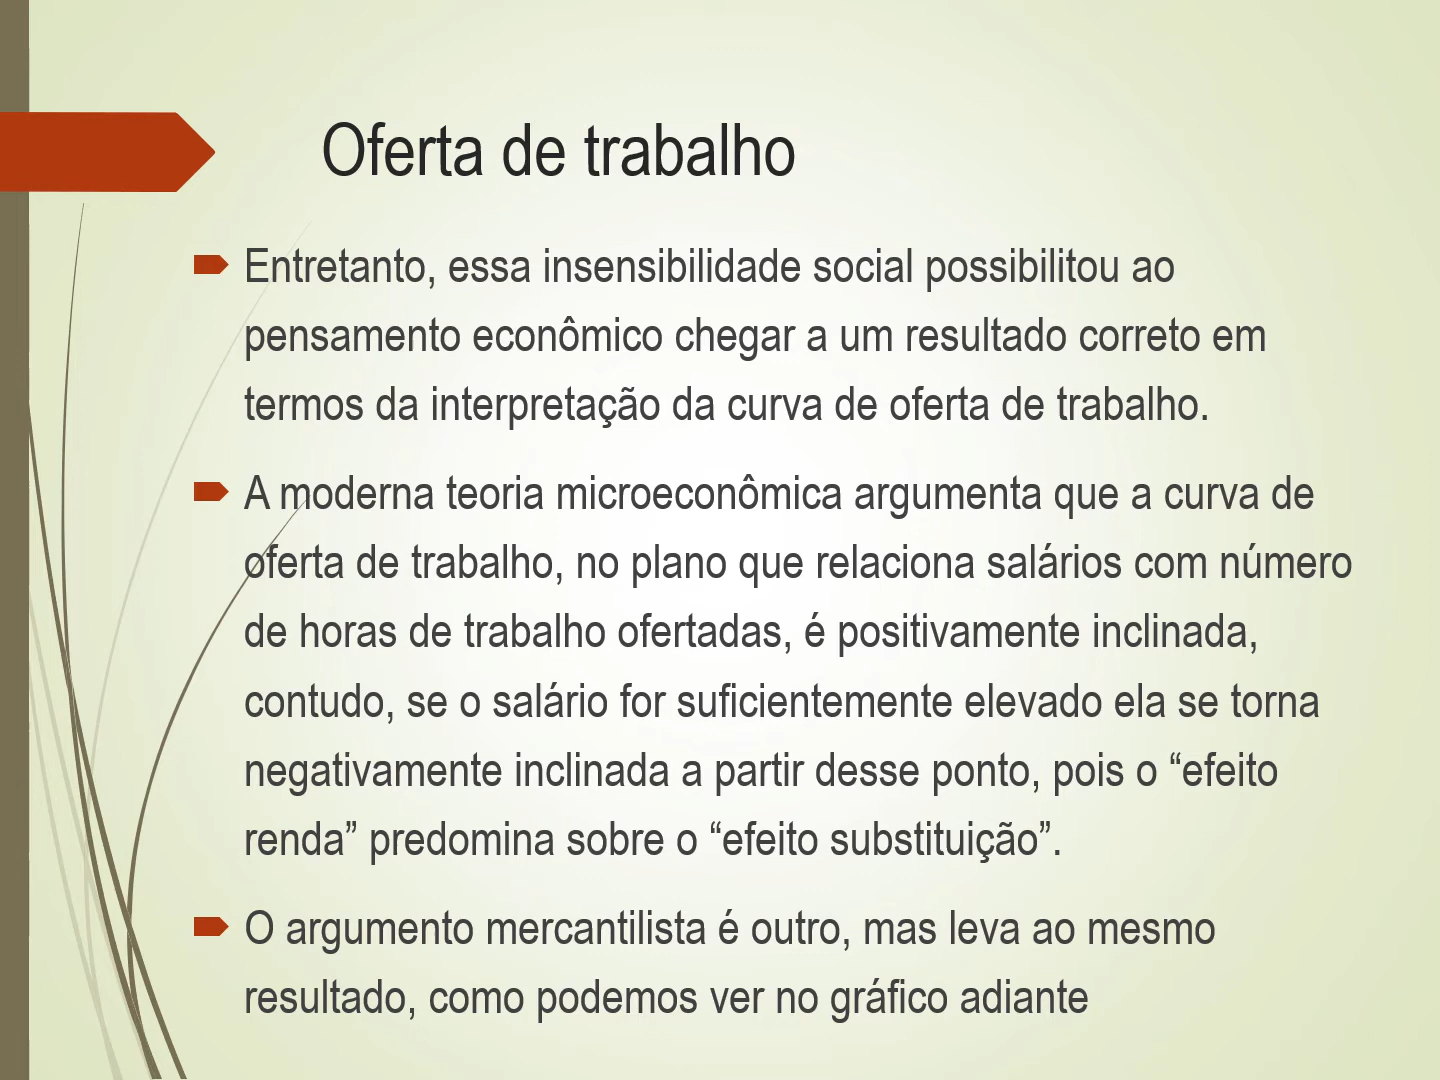 Oferta de trabalho
Entretanto, essa insensibilidade social possibilitou ao
pensamento econômico chegar a um resultado correto em
termos da interpretação da curva de oferta de trabalho.
A moderna teoria microeconômica argumenta que a curva de
oferta de trabalho, no plano que relaciona salários com número
de horas de trabalho ofertadas, é positivamente inclinada,
contudo, se o salário for suficientemente elevado ela se torna
negativamente inclinada a partir desse ponto, pois o “efeito
renda” predomina sobre o “efeito substituição”.
O argumento mercantilista é outro, mas leva ao mesmo
resultado, como podemos ver no gráfico adiante